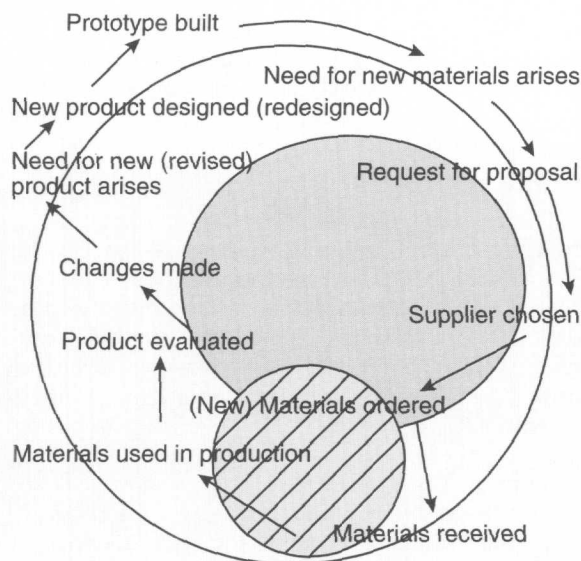 Prototype built
Need for new materials arises
New product designed (redesigned)
Need for new (revised)
product arises
Request for proposal
Changes made
Supplier chosen
Product evaluated
(New) Materials ordered
Materials used in production
Materials received